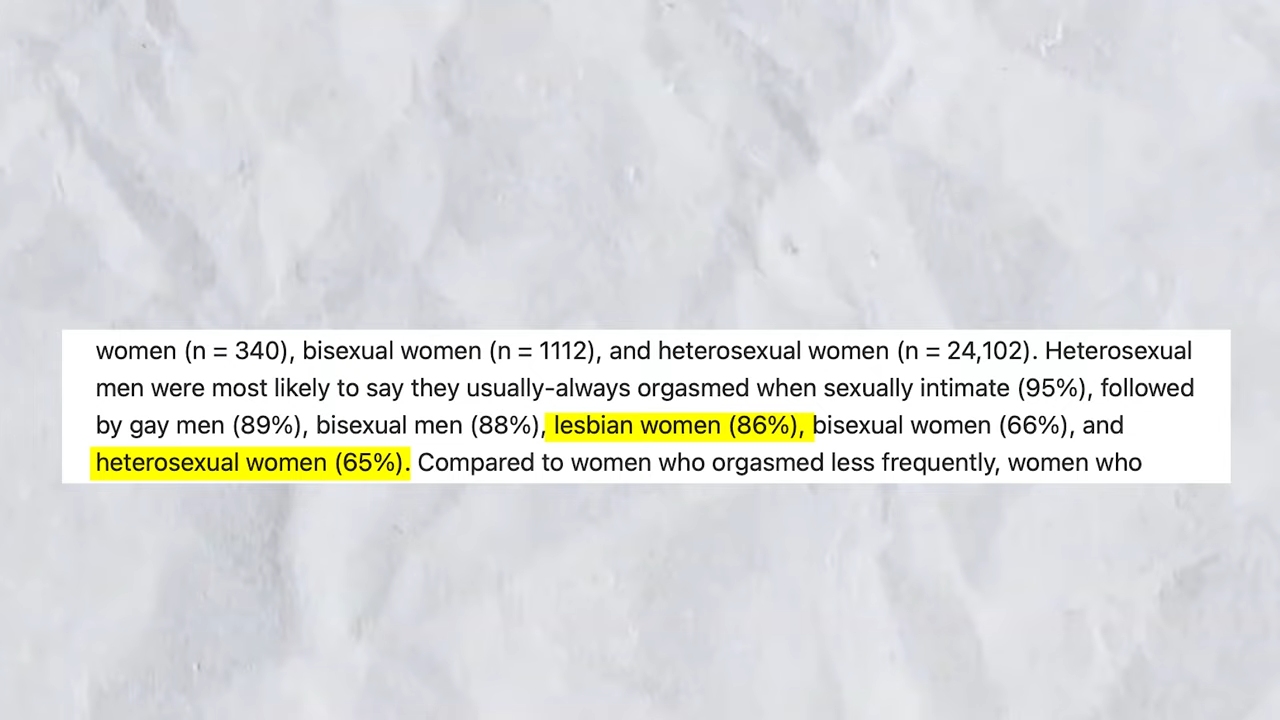 women (n = 340), bisexual women (n = 1112), and heterosexual women (n = 24,102). Heterosexual
men were most likely to say they usually-always orgasmed when sexually intimate (95%), followed
by gay men (89%), bisexual men (88%), lesbian women (86%), bisexual women (66%), and
heterosexual women (65%). Compared to women who orgasmed less frequently, women who